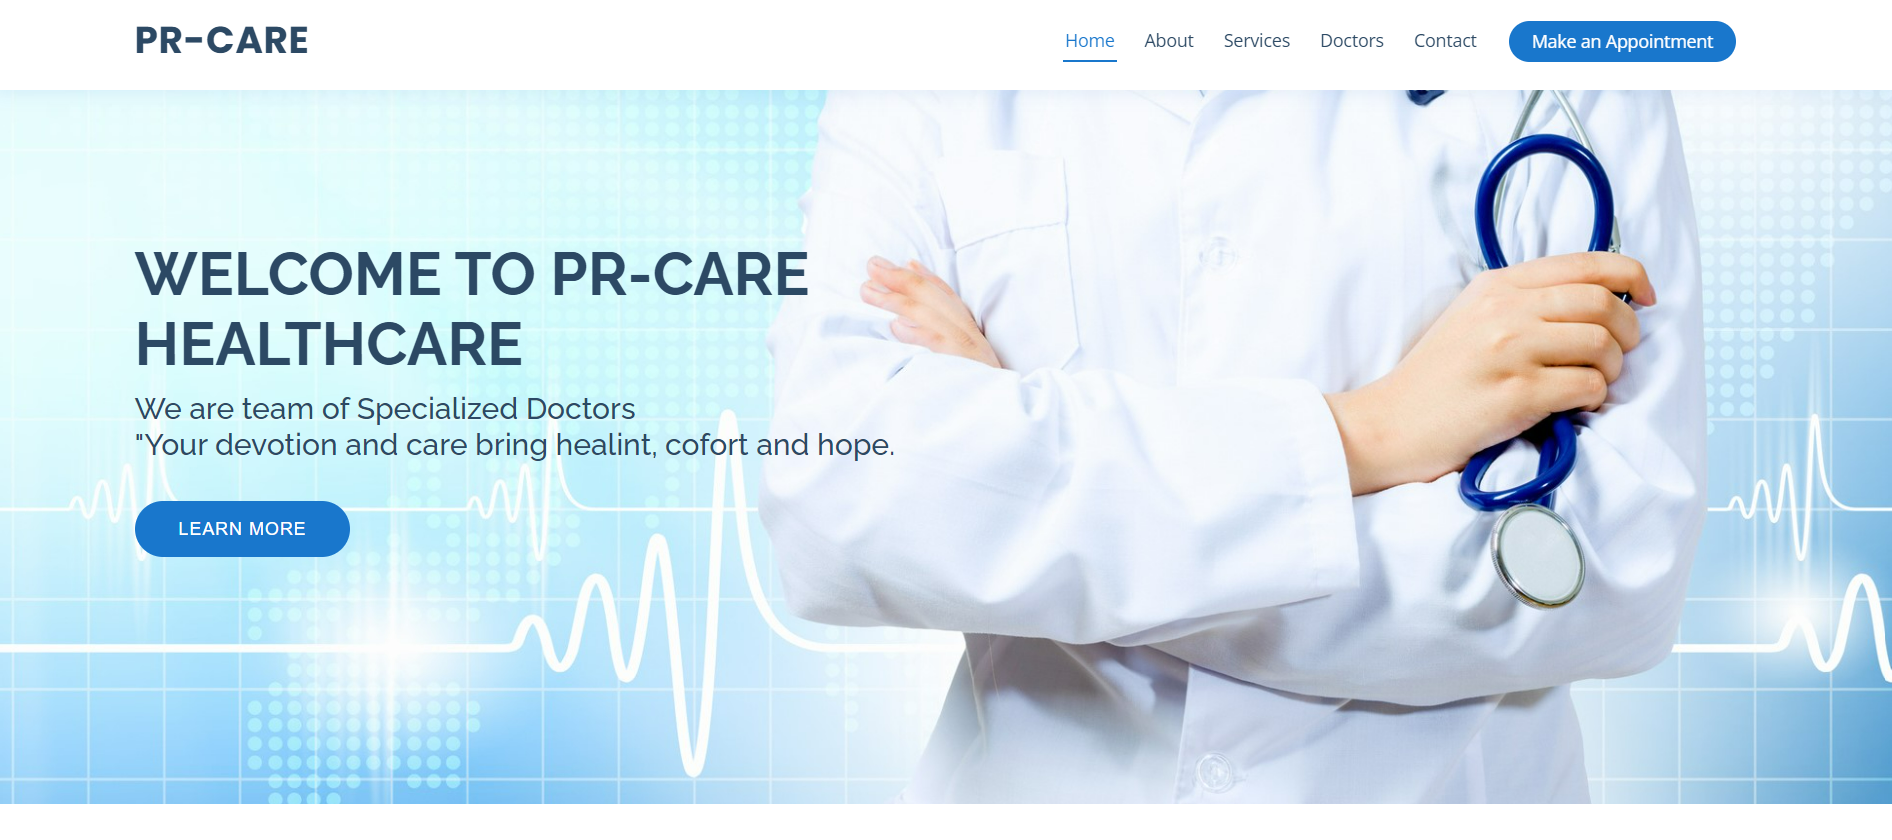 PR-CARE
Home About Services Doctors Contact Make an Appointment
WELCOME TO PR-CARE
HEALTHCARE
We are team of Specialized Doctors
"Your devotion and care bring healint, cofort and hope.
LEARN MORE